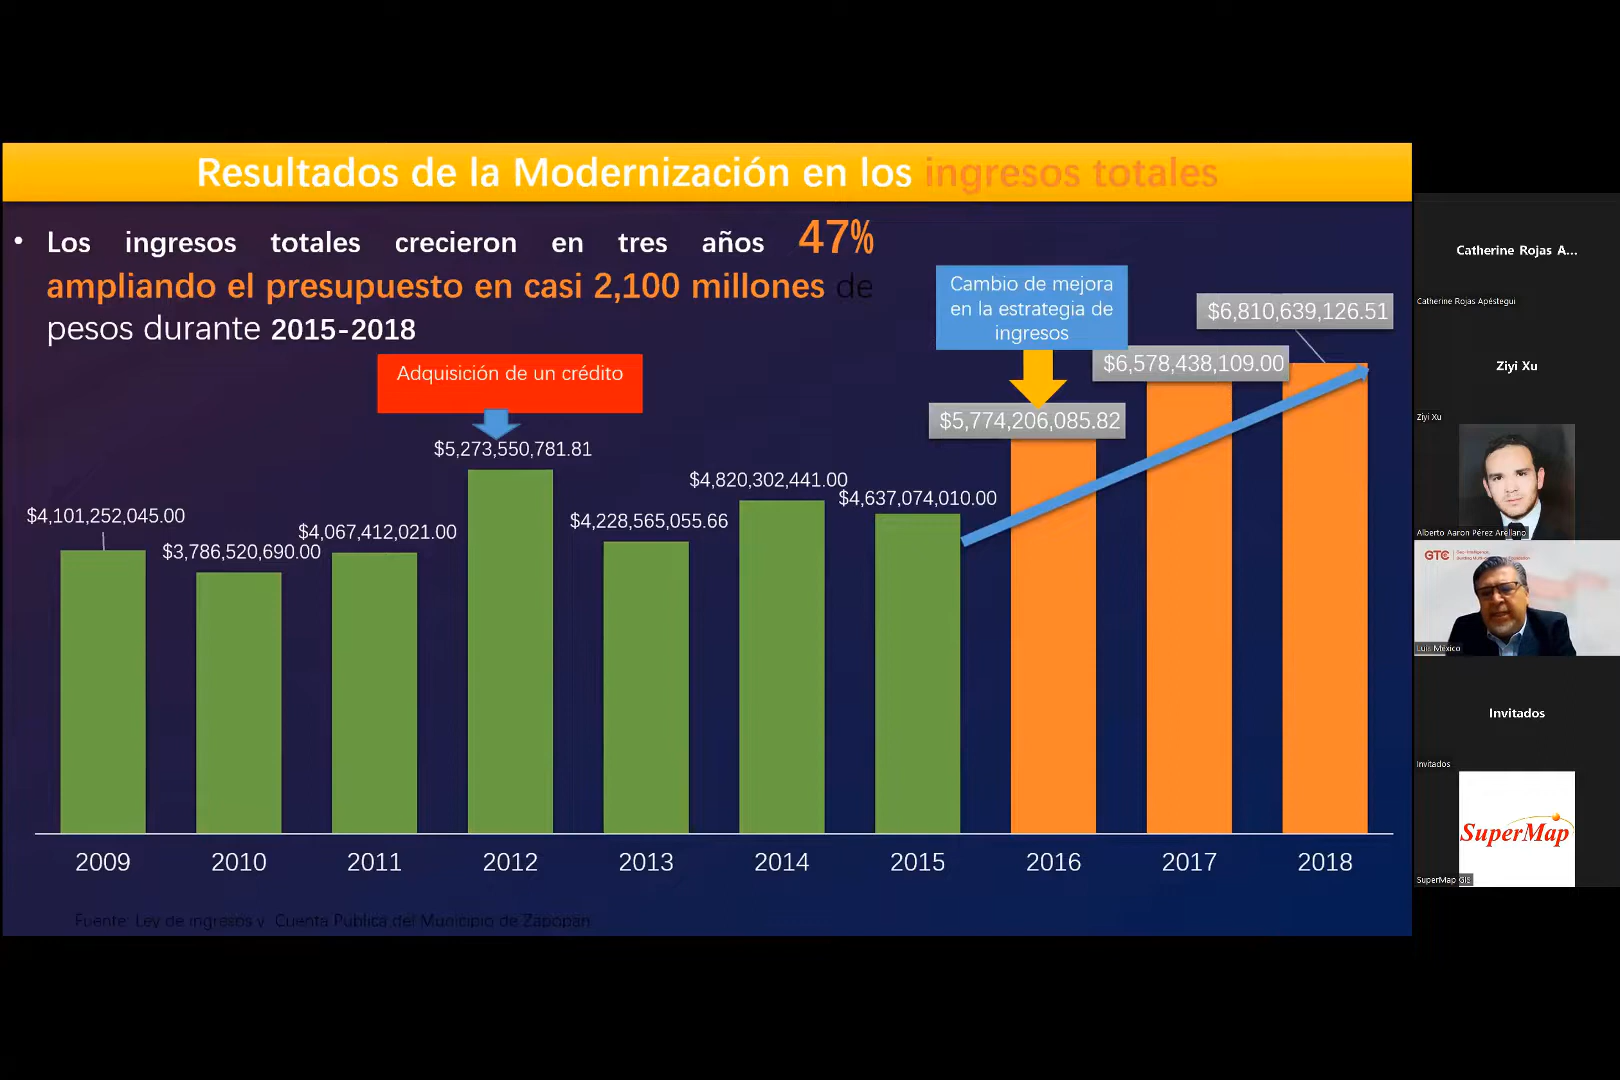 Resultados de la Modernización en los ingresos totales
• Los ingresos totales crecieron en tres años 47%
ampliando el presupuesto en casi 2,100 millones de
pesos durante 2015-2018
Adquisición de un crédito
Cambio de mejora
en la estrategia de
ingresos
$4,101,252,045.00
$3,786,520,690.00
$4,067,412,021.00
$5,273,550,781.81
$4,228,565,055.66
$4,820,302,441.00
$4,637,074,010.00
$5,774,206,085.82
$6,578,438,109.00
$6,810,639,126.51
2009 2010 2011 2012 2013 2014 2015 2016 2017 2018
Fuente: Ley de ingresos y Cuenta Pública del Municipio de Zapopan
Catherine Rojas A...
Catherine Rojas Apéstegui
Ziyi Xu
Ziyi Xu
Alberto Aaron Pérez Arellano
GTC
Luis México
Invitados
Invitados
SuperMap
SuperMap GIS